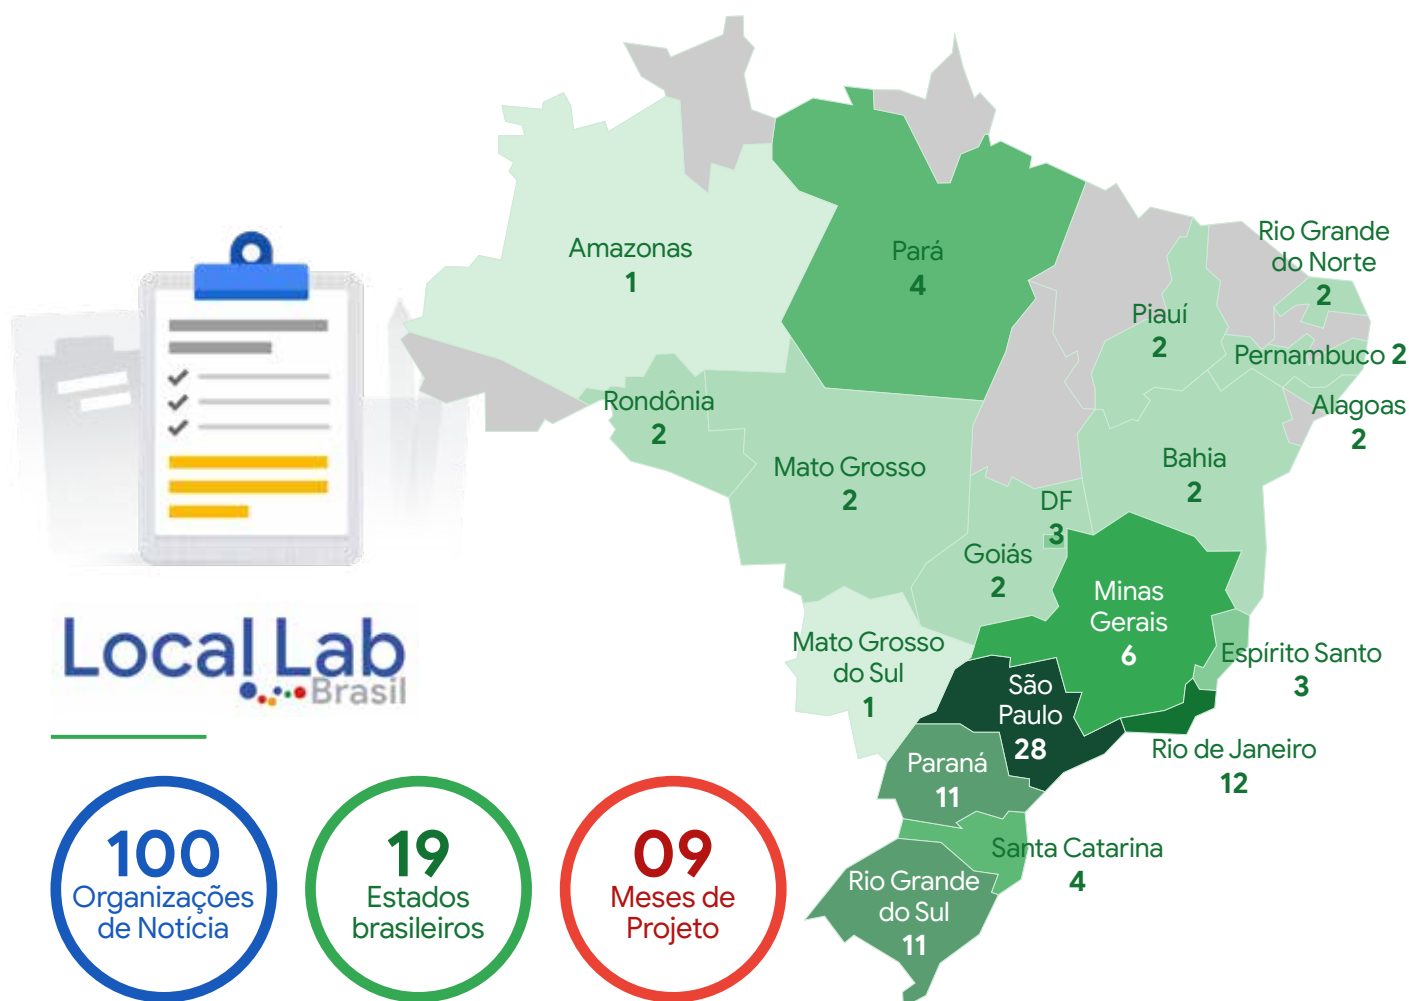 Amazonas
1
Pará
4
Rio Grande
do Norte
2
Piauí
2
Pernambuco 2
Rondônia
2
Alagoas
2
Mato Grosso
2
Bahia
2
DF
3
Goiás
2
Minas
Gerais
6
Mato Grosso
do Sul
1
Espírito Santo
3
São
Paulo
28
Rio de Janeiro
12
Paraná
11
Santa Catarina
4
Rio Grande
do Sul
11
Local Lab
Brasil
100
Organizações
de Notícia
19
Estados
brasileiros
09
Meses de
Projeto